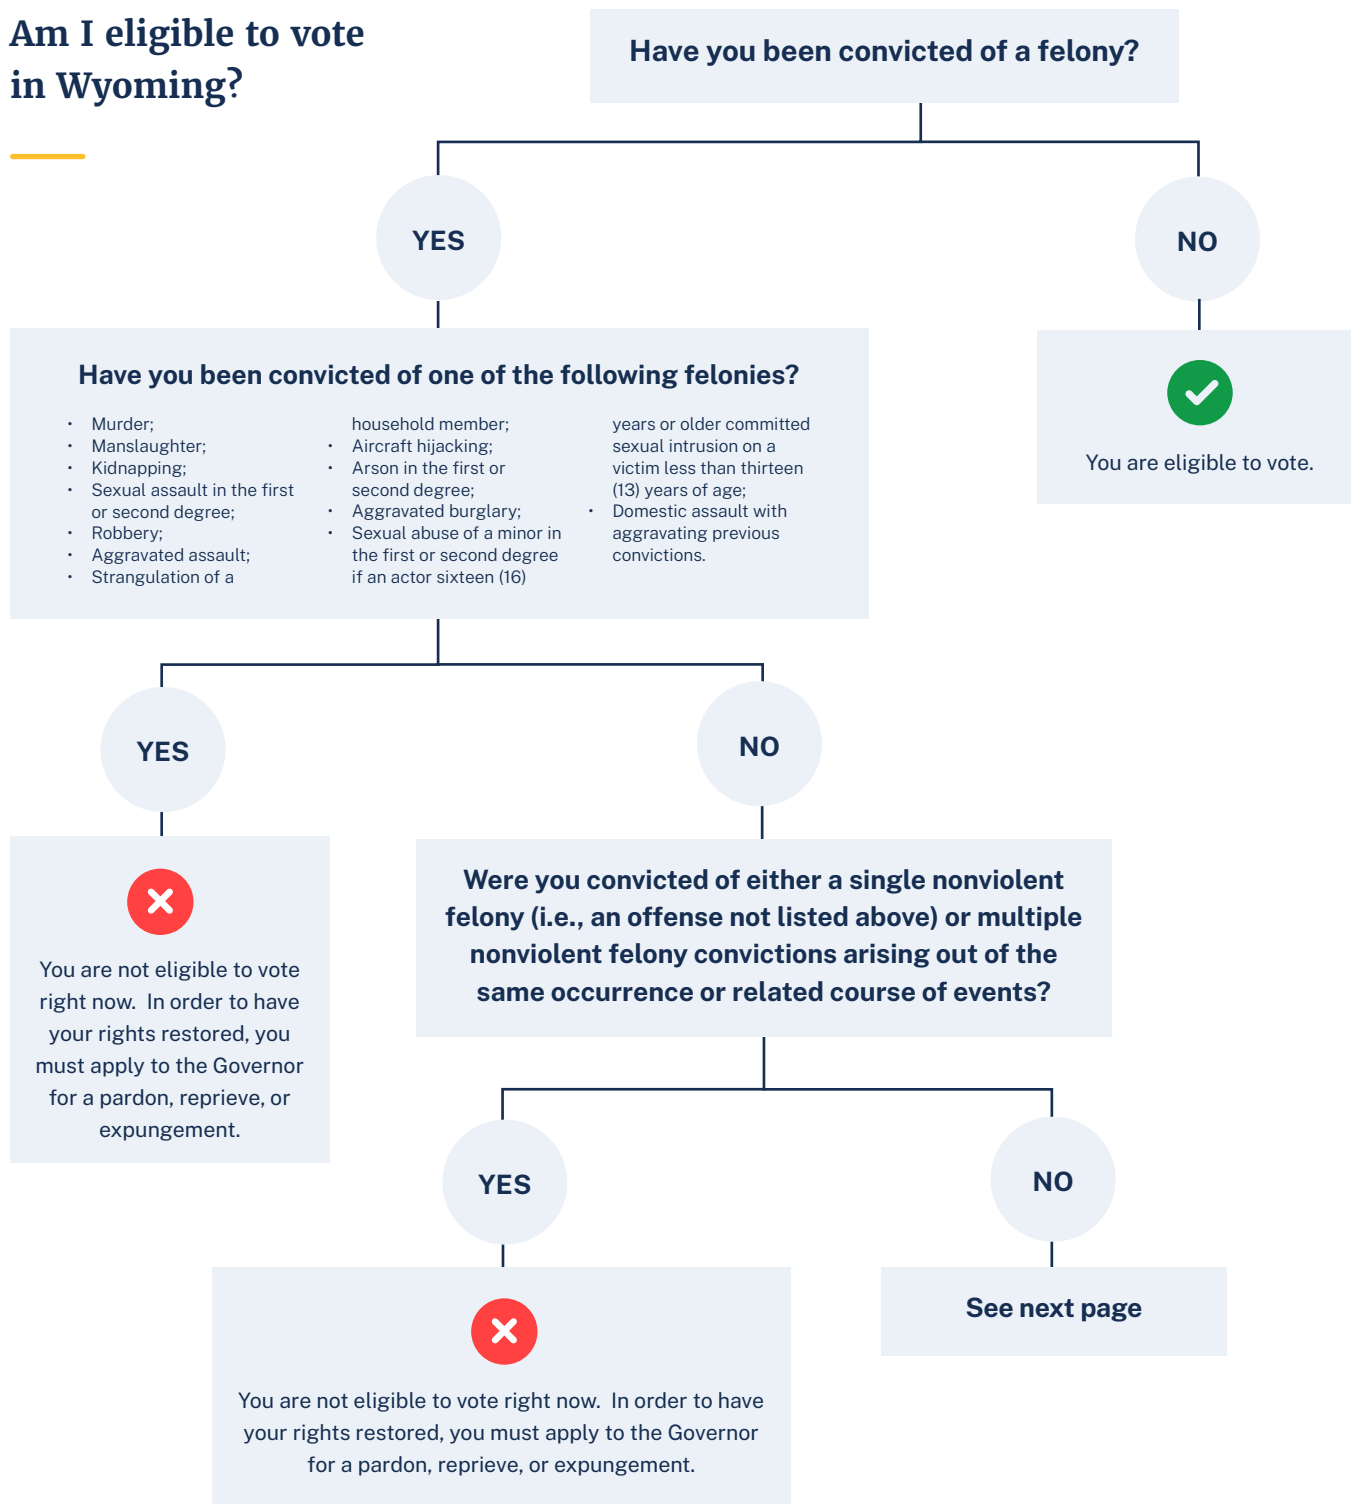 Am I eligible to vote
in Wyoming?
Have you been convicted of a felony?
YES
NO
Have you been convicted of one of the following felonies?
• Murder;
• Manslaughter;
• Kidnapping;
• Sexual assault in the first
or second degree;
• Robbery;
• Aggravated assault;
• Strangulation of a
household member;
• Aircraft hijacking;
• Arson in the first or
second degree;
• Aggravated burglary;
• Sexual abuse of a minor in
the first or second degree
if an actor sixteen (16)
years or older committed
sexual intrusion on a
victim less than thirteen
(13) years of age;
• Domestic assault with
aggravating previous
convictions.
You are eligible to vote.
YES
NO
You are not eligible to vote
right now. In order to have
your rights restored, you
must apply to the Governor
for a pardon, reprieve, or
expungement.
Were you convicted of either a single nonviolent
felony (i.e., an offense not listed above) or multiple
nonviolent felony convictions arising out of the
same occurrence or related course of events?
YES
NO
You are not eligible to vote right now. In order to have
your rights restored, you must apply to the Governor
for a pardon, reprieve, or expungement.
See next page